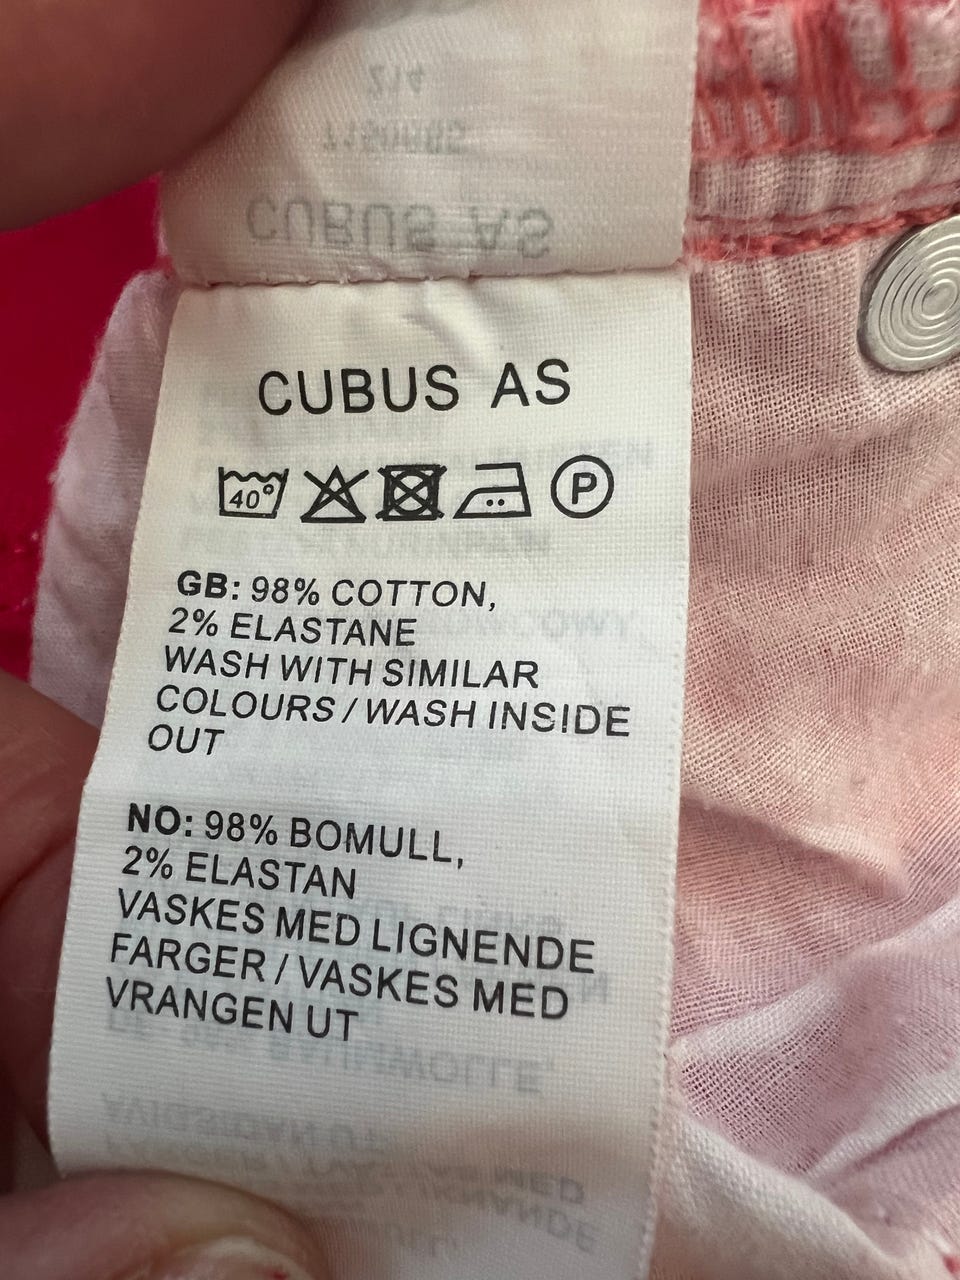 CUBUS AS
40°
P
GB: 98% COTTON,
2% ELASTANE
WASH WITH SIMILAR
COLOURS / WASH INSIDE
OUT
NO: 98% BOMULL,
2% ELASTAN
VASKES MED LIGNENDE
FARGER / VASKES MED
VRANGEN UT